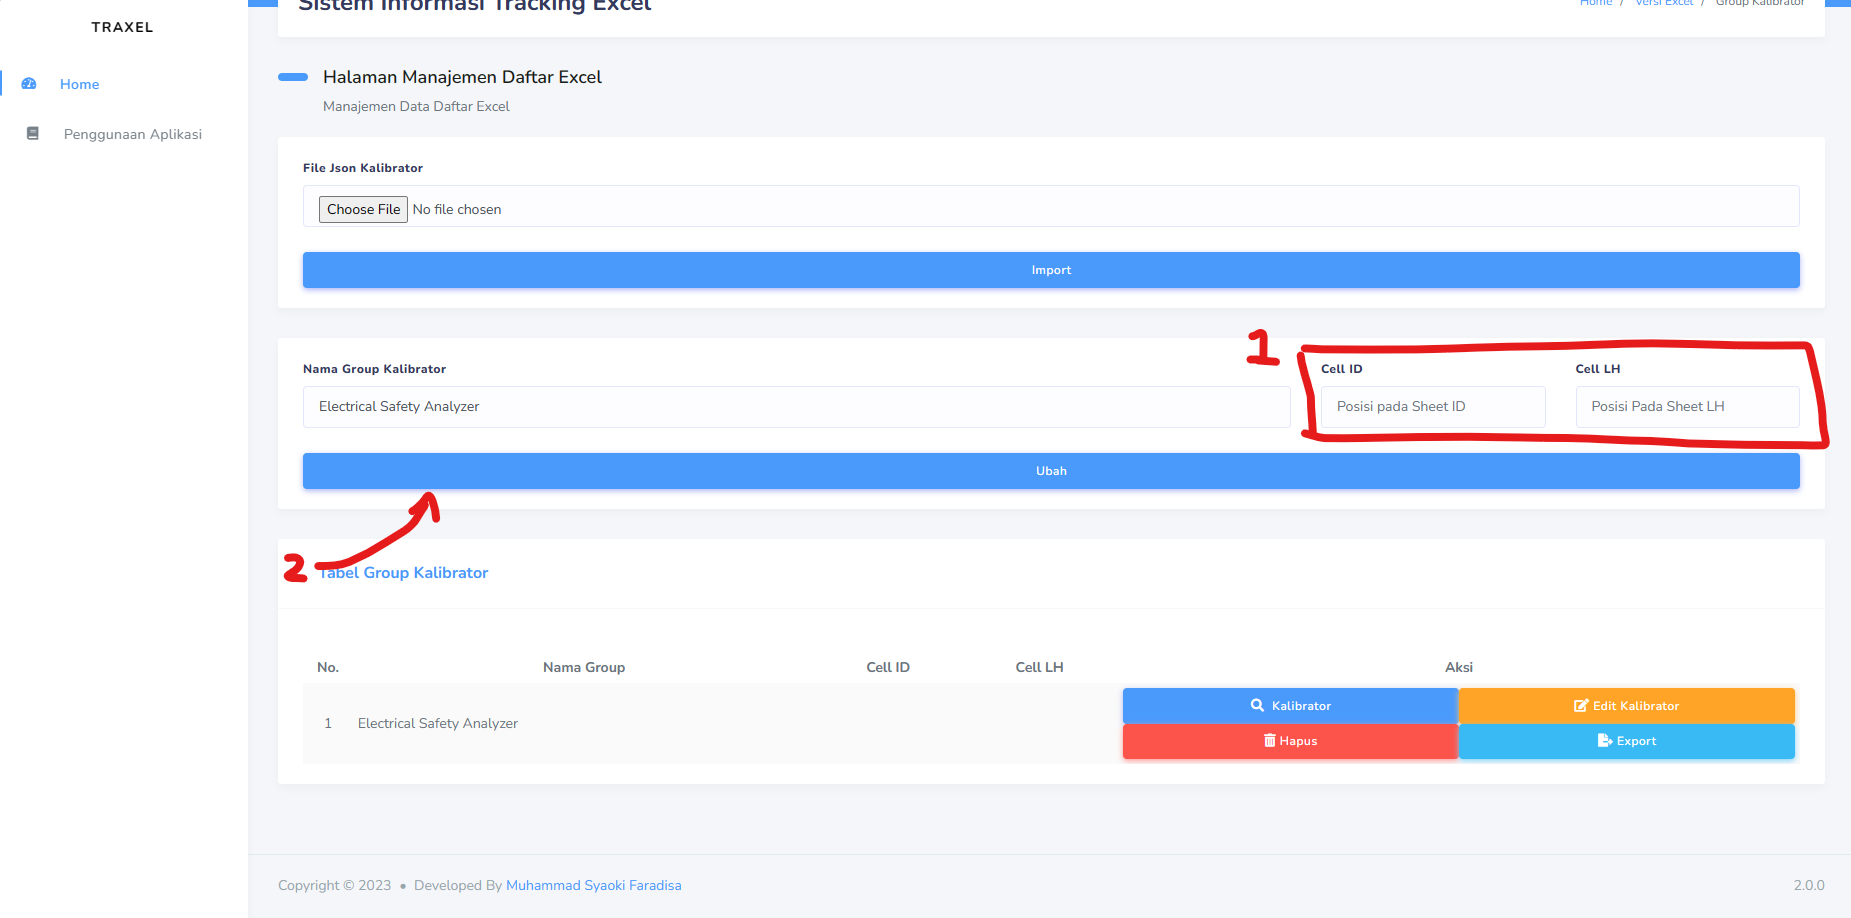 TRAXEL
Home
Penggunaan Aplikasi
Sistem Informasi Tracking Excel
Home / Versi Excel / Group Kalibrator
Halaman Manajemen Daftar Excel
Manajemen Data Daftar Excel
File Json Kalibrator
Choose File No file chosen
Import
1
Nama Group Kalibrator Cell ID Cell LH
Electrical Safety Analyzer Posisi pada Sheet ID Posisi Pada Sheet LH
Ubah
2
Tabel Group Kalibrator
No. Nama Group Cell ID Cell LH Aksi
1 Electrical Safety Analyzer
Kalibrator Edit Kalibrator
Hapus Export
Copyright © 2023 • Developed By Muhammad Syaoki Faradisa 2.0.0